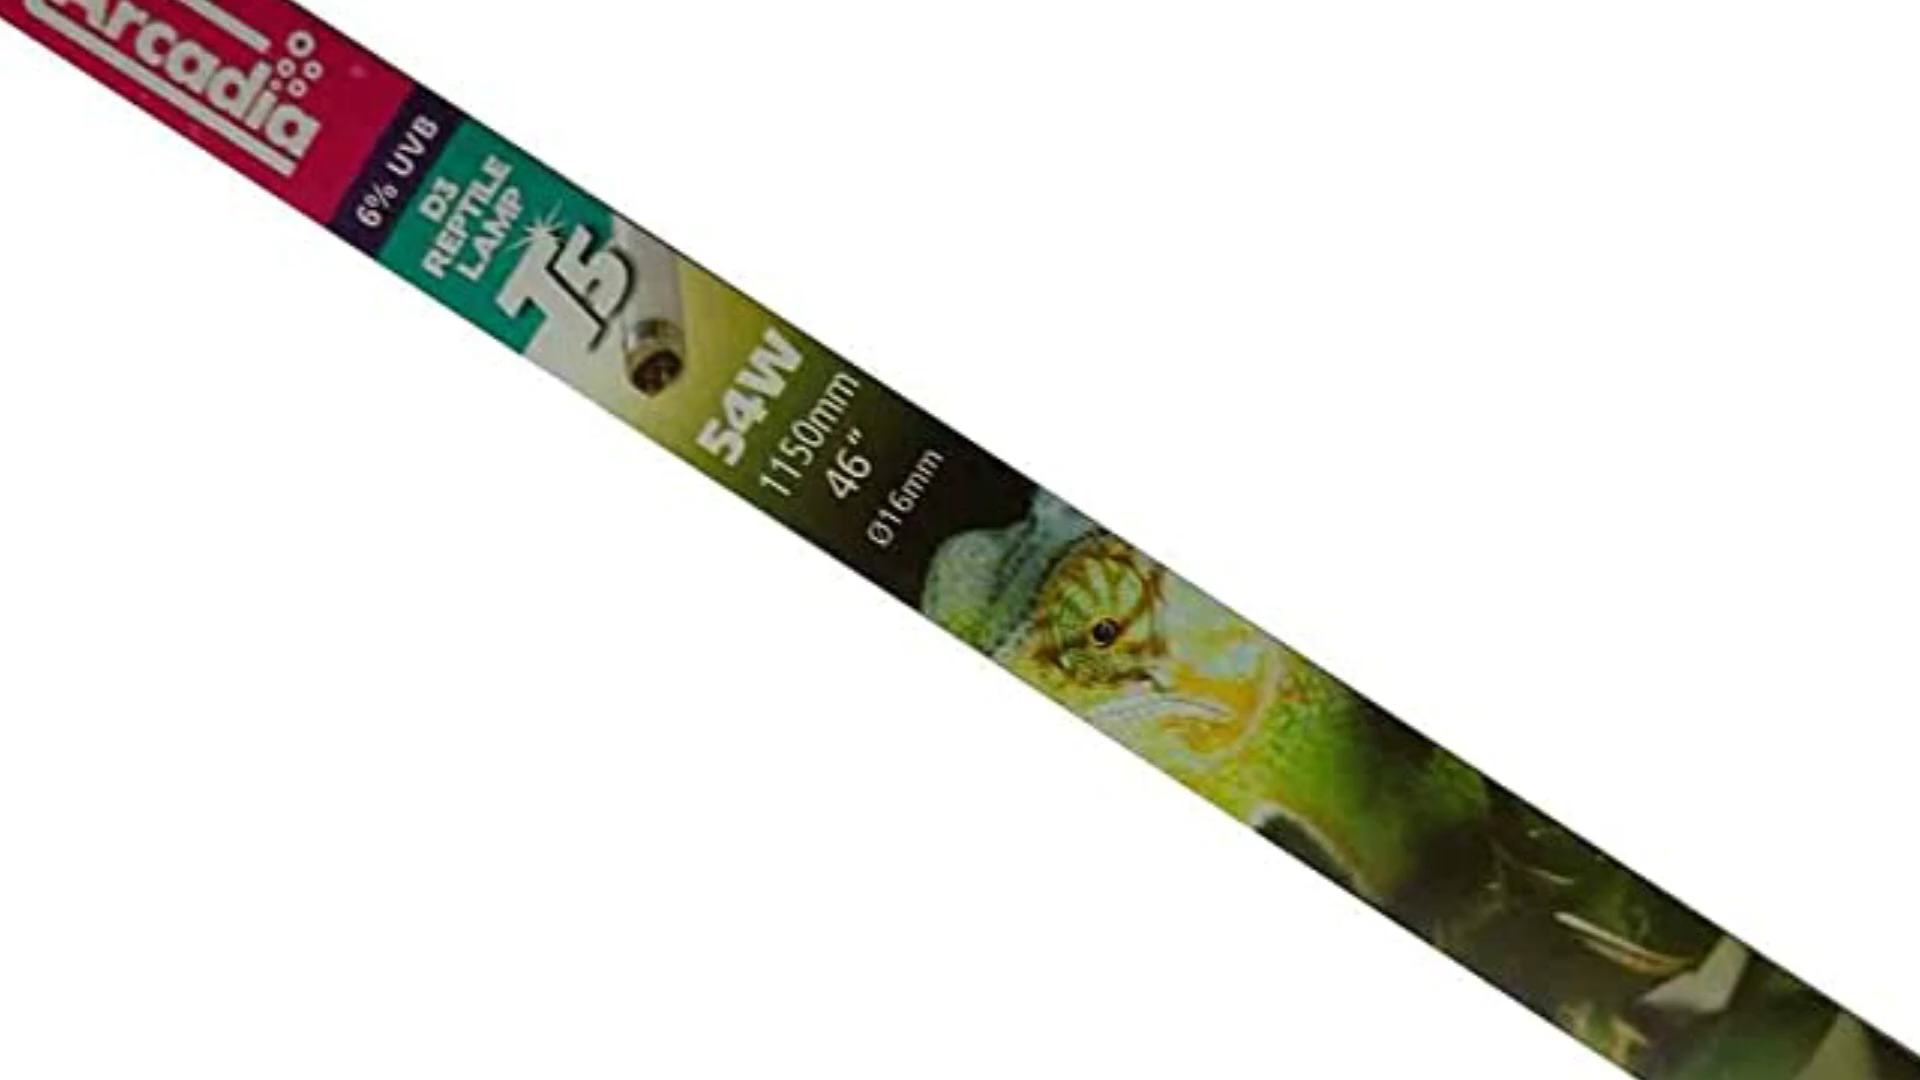 Arcadia
6% UVB
D3
REPTILE
LAMP
T5
54W
1150mm
46"
Ø16mm